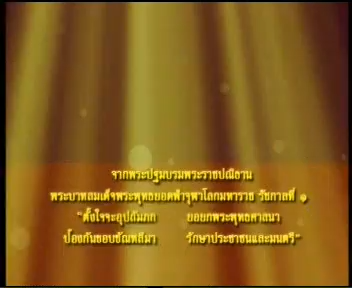 จากพระปฐมบรมพระราชปณิธาน
พระบาทสมเด็จพระพุทธยอดฟ้าจุฬาโลกมหาราช รัชกาลที่ ๑
“ตั้งใจจะอุปถัมภก ยอยกพระพุทธศาสนา
ป้องกันขอบขัณฑสีมา รักษาประชาชนและมนตรี”